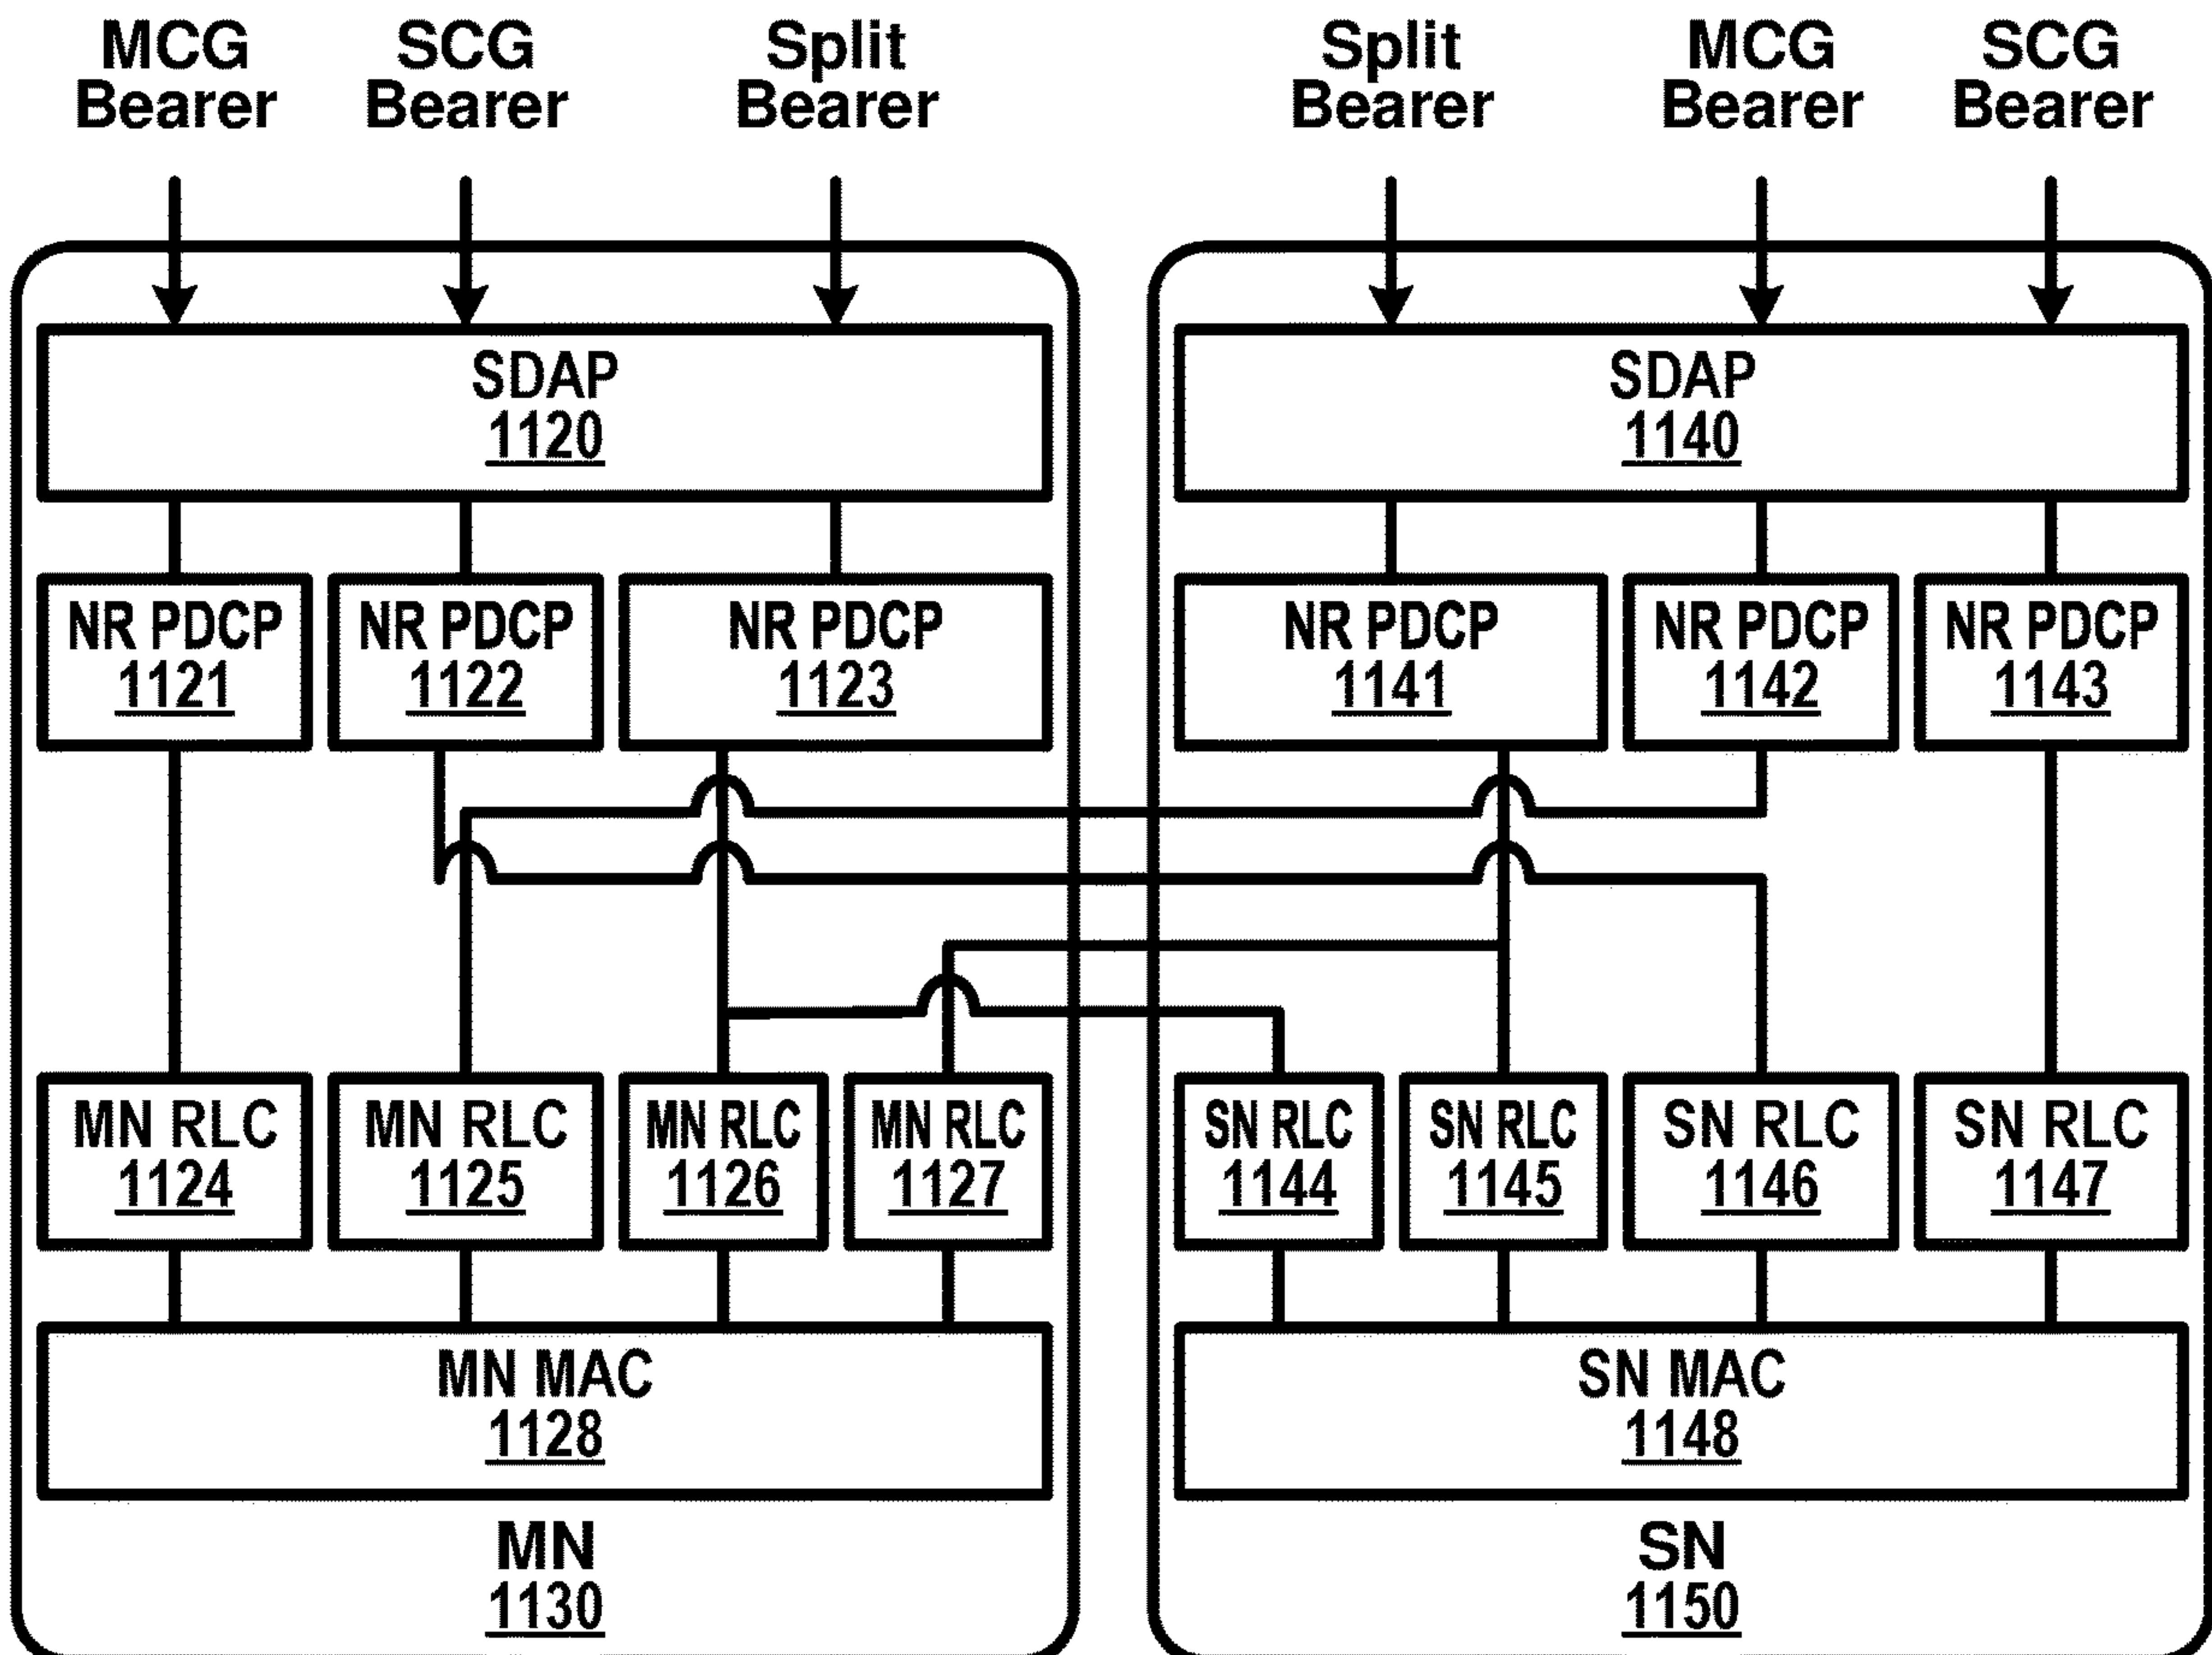 MCG
Bearer
SCG
Bearer
Split
Bearer
Split
Bearer
MCG
Bearer
SCG
Bearer
SDAP
1120
SDAP
1140
NR PDCP
1121
NR PDCP
1122
NR PDCP
1123
NR PDCP
1141
NR PDCP
1142
NR PDCP
1143
MN RLC
1124
MN RLC
1125
MN RLC
1126
MN RLC
1127
SN RLC
1144
SN RLC
1145
SN RLC
1146
SN RLC
1147
MN MAC
1128
SN MAC
1148
MN
1130
SN
1150